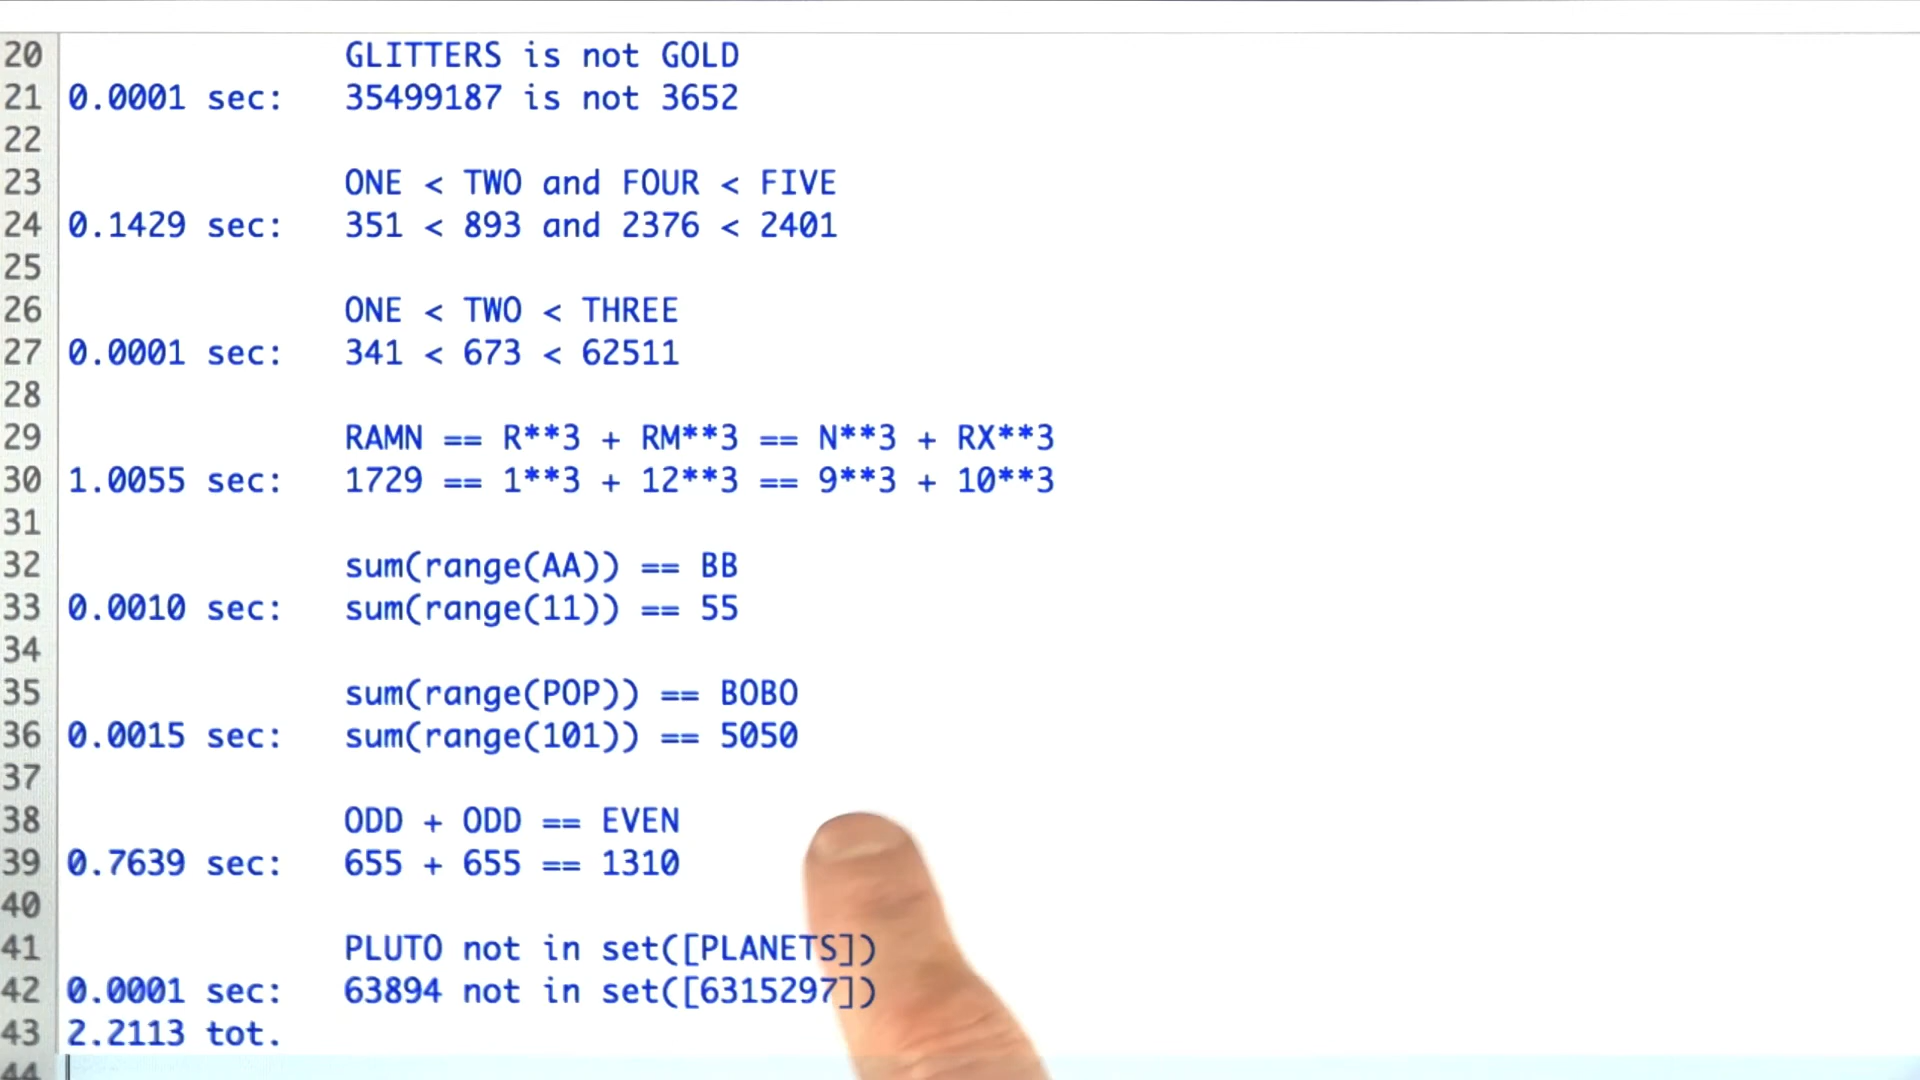 20 GLITTERS is not GOLD
21 0.0001 sec: 35499187 is not 3652
22
23 ONE < TWO and FOUR < FIVE
24 0.1429 sec: 351 < 893 and 2376 < 2401
25
26 ONE < TWO < THREE
27 0.0001 sec: 341 < 673 < 62511
28
29 RAMN == R**3 + RM**3 == N**3 + RX**3
30 1.0055 sec: 1729 == 1**3 + 12**3 == 9**3 + 10**3
31
32 sum(range(AA)) == BB
33 0.0010 sec: sum(range(11)) == 55
34
35 sum(range(POP)) == BOBO
36 0.0015 sec: sum(range(101)) == 5050
37
38 ODD + ODD == EVEN
39 0.7639 sec: 655 + 655 == 1310
40
41 PLUTO not in set([PLANETS])
42 0.0001 sec: 63894 not in set([6315297])
43 2.2113 tot.
44